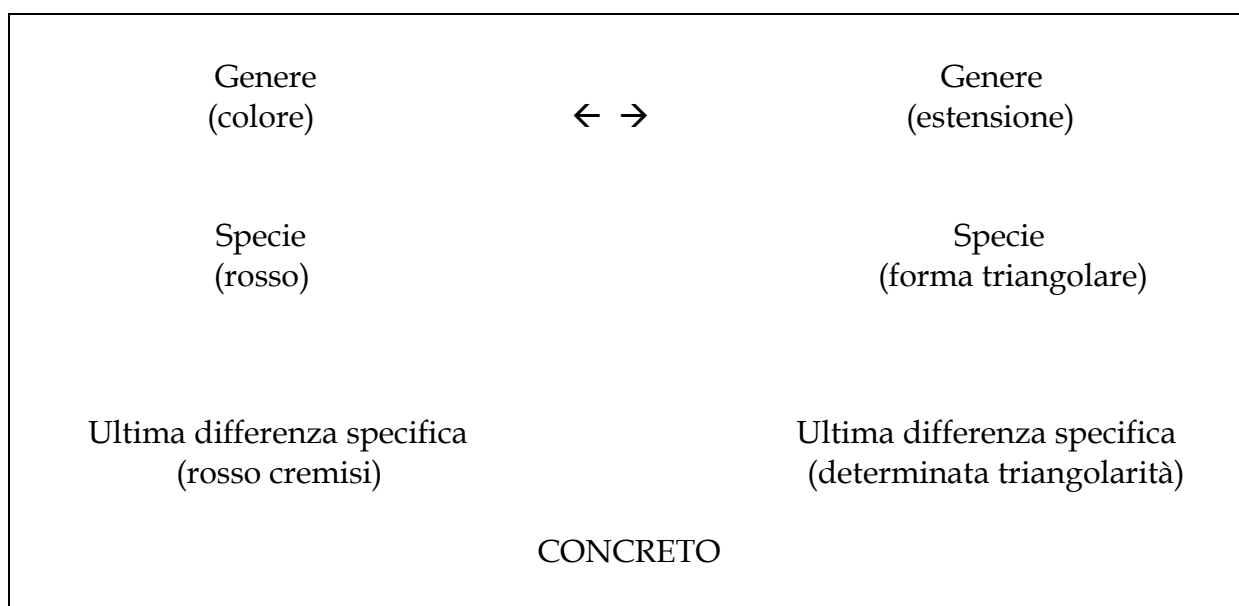 Genere Genere
(colore) ← → (estensione)
Specie Specie
(rosso) (forma triangolare)
Ultima differenza specifica Ultima differenza specifica
(rosso cremisi) (determinata triangolarità)
CONCRETO